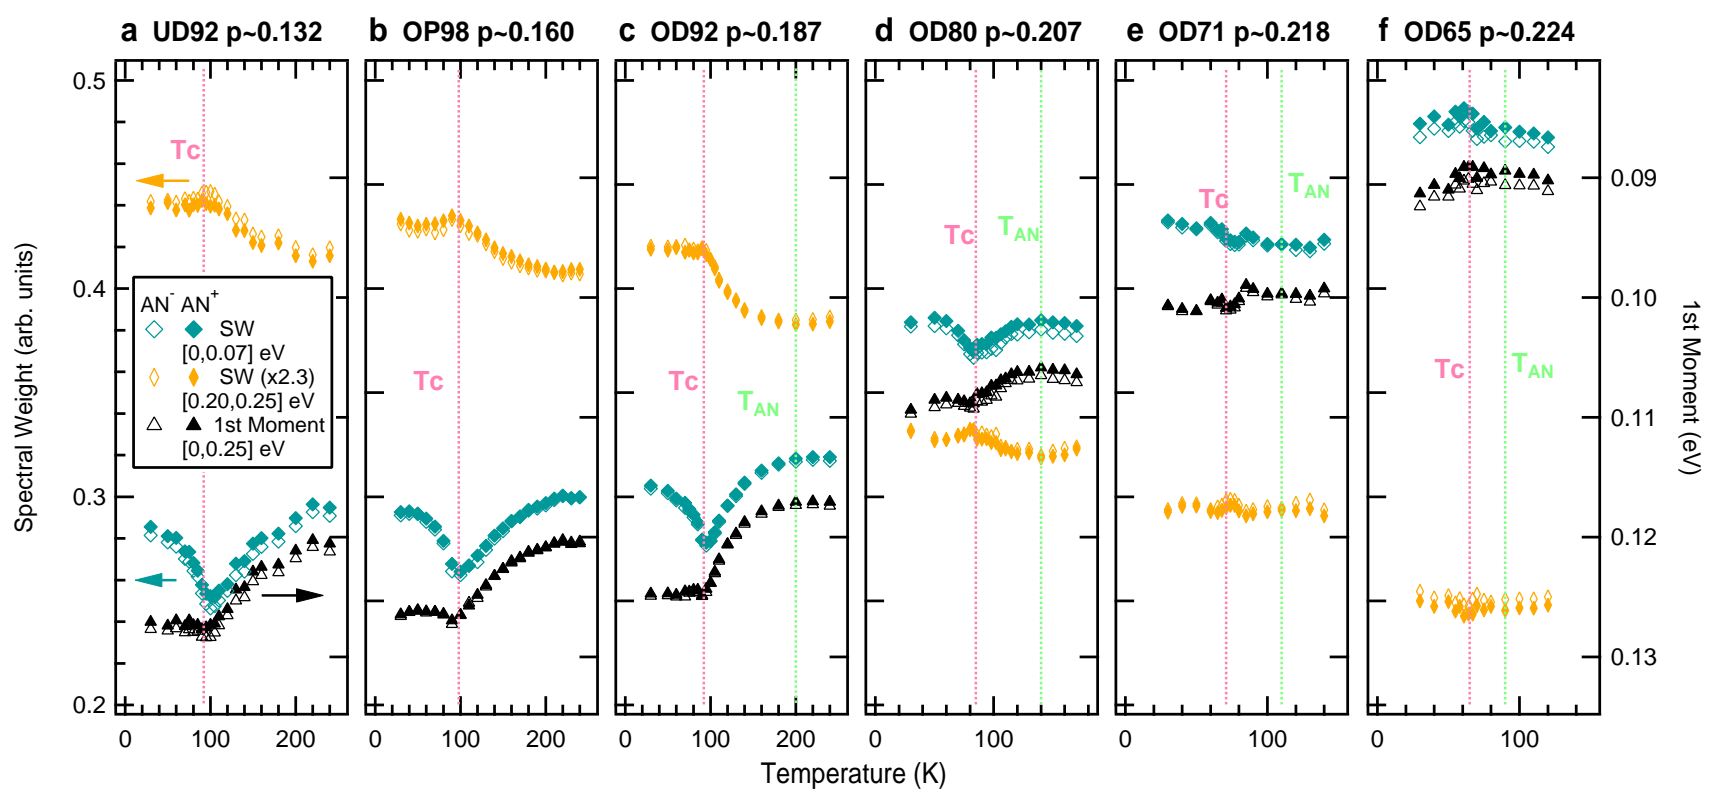 a UD92 p~0.132
b OP98 p~0.160
c OD92 p~0.187
d OD80 p~0.207
e OD71 p~0.218
f OD65 p~0.224
Spectral Weight (arb. units)
0.5
0.4
0.3
0.2
Tc
AN- AN+
SW
[0,0.07] eV
SW (x2.3)
[0.20,0.25] eV
1st Moment
[0,0.25] eV
Tc
Tc
TAN
Tc
TAN
Tc
TAN
Tc
TAN
0.09
0.10
0.11
0.12
0.13
1st Moment (eV)
0 100 200
0 100 200
0 100 200
0 100
0 100
0 100
Temperature (K)